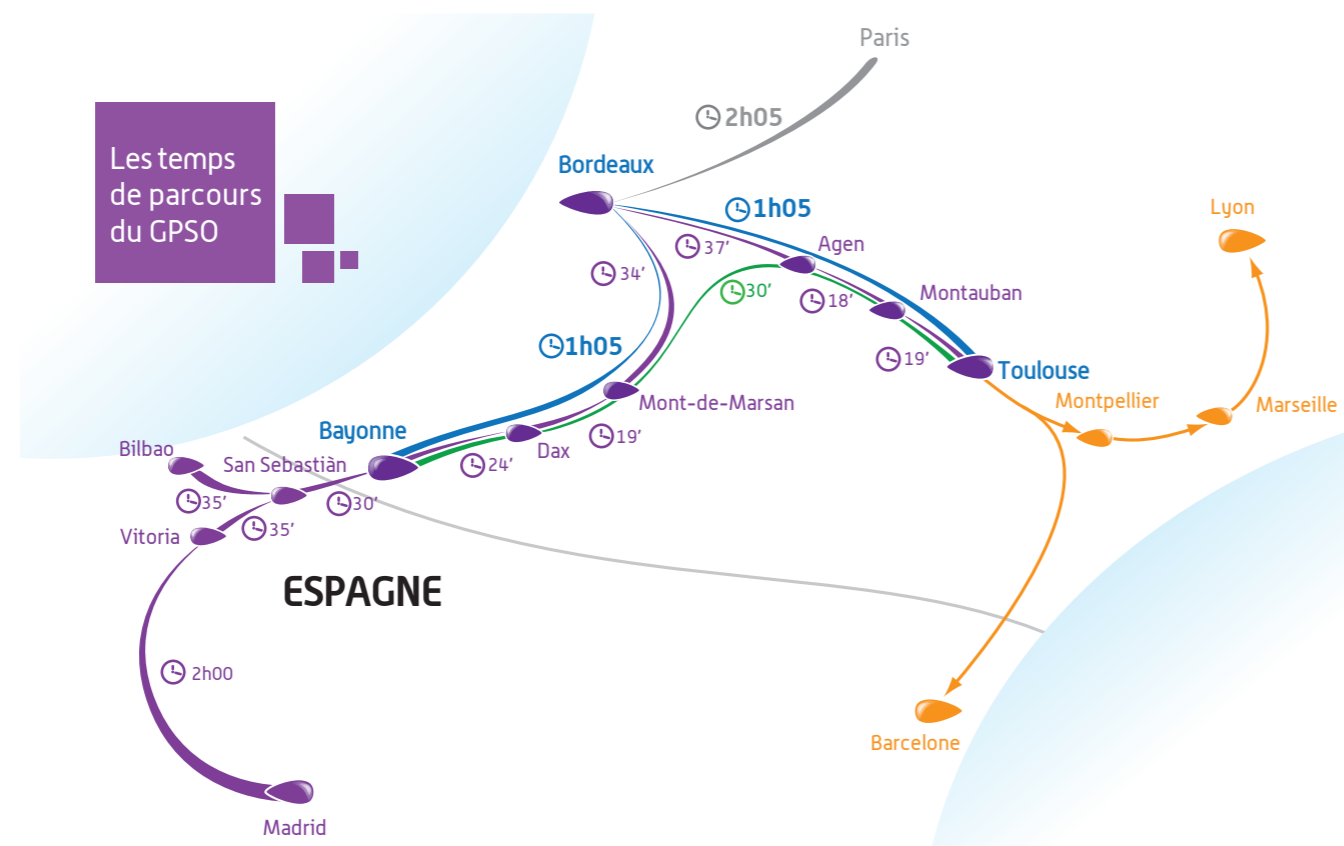 Paris
2h05
Les temps
de parcours
du GPSO
Bordeaux
1h05
Lyon
37’
Agen
34’
30’
18’
Montauban
1h05
19’
Toulouse
Montpellier
Marseille
Mont-de-Marsan
Bayonne
19’
Dax
Bilbao
San Sebastiàn
24’
35’
30’
35’
Vitoria
ESPAGNE
2h00
Barcelone
Madrid